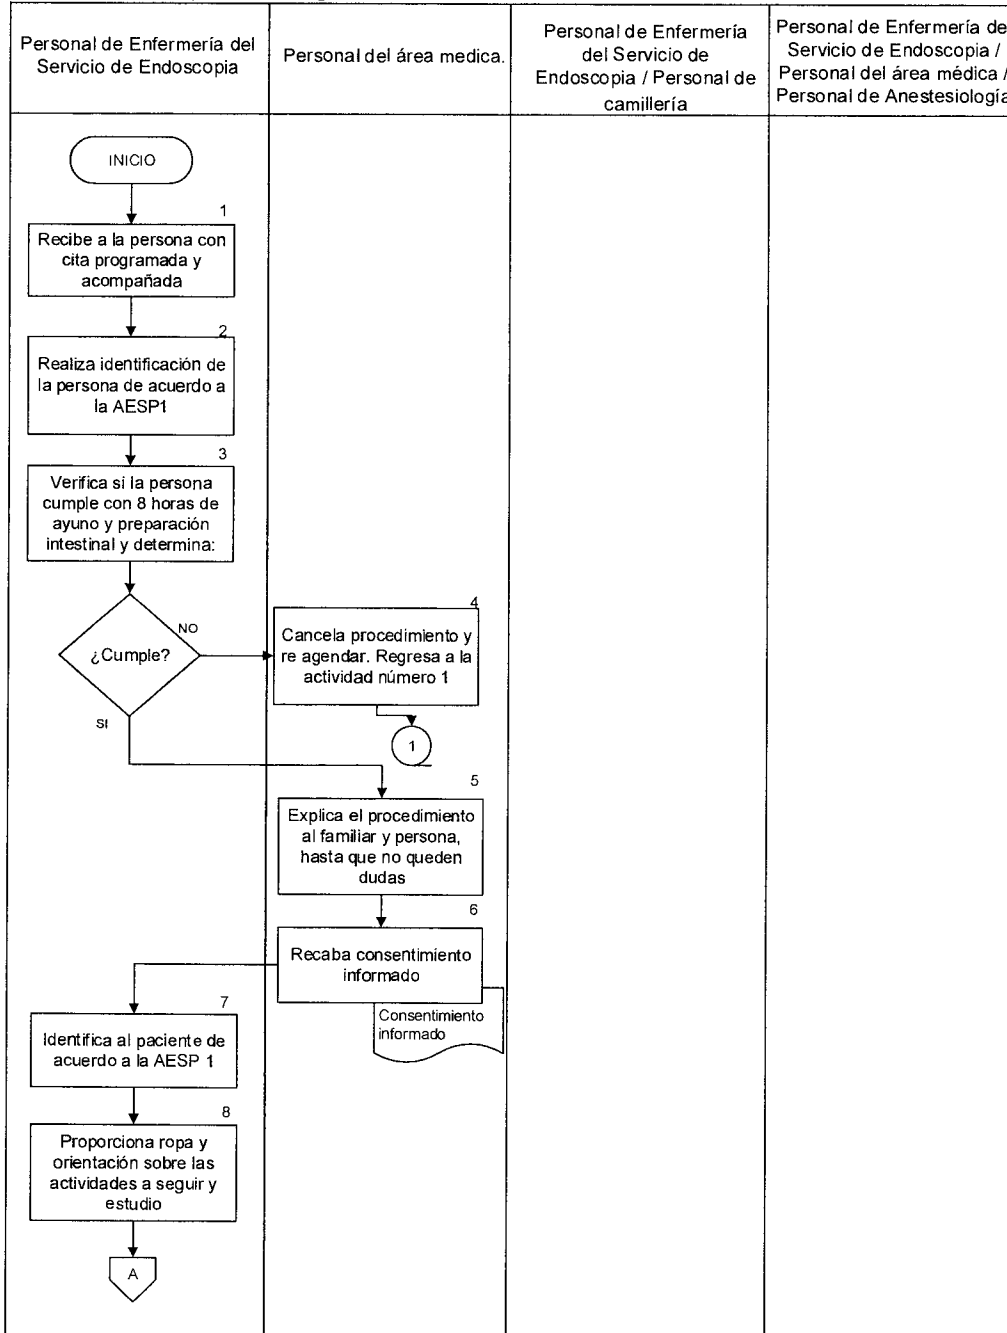 Personal de Enfermería del
Servicio de Endoscopia
Personal del área medica.
Personal de Enfermería
del Servicio de
Endoscopia / Personal de
camillería
Personal de Enfermería de
Servicio de Endoscopia /
Personal del área médica /
Personal de Anestesiología
INICIO
1
Recibe a la persona con
cita programada y
acompañada
2
Realiza identificación de
la persona de acuerdo a
la AESP1
3
Verifica si la persona
cumple con 8 horas de
ayuno y preparación
intestinal y determina:
¿Cumple?
NO
SI
4
Cancela procedimiento y
re agendar. Regresa a la
actividad número 1
1
5
Explica el procedimiento
al familiar y persona,
hasta que no queden
dudas
6
Recaba consentimiento
informado
Consentimiento
informado
7
Identifica al paciente de
acuerdo a la AESP 1
8
Proporciona ropa y
orientación sobre las
actividades a seguir y
estudio
A